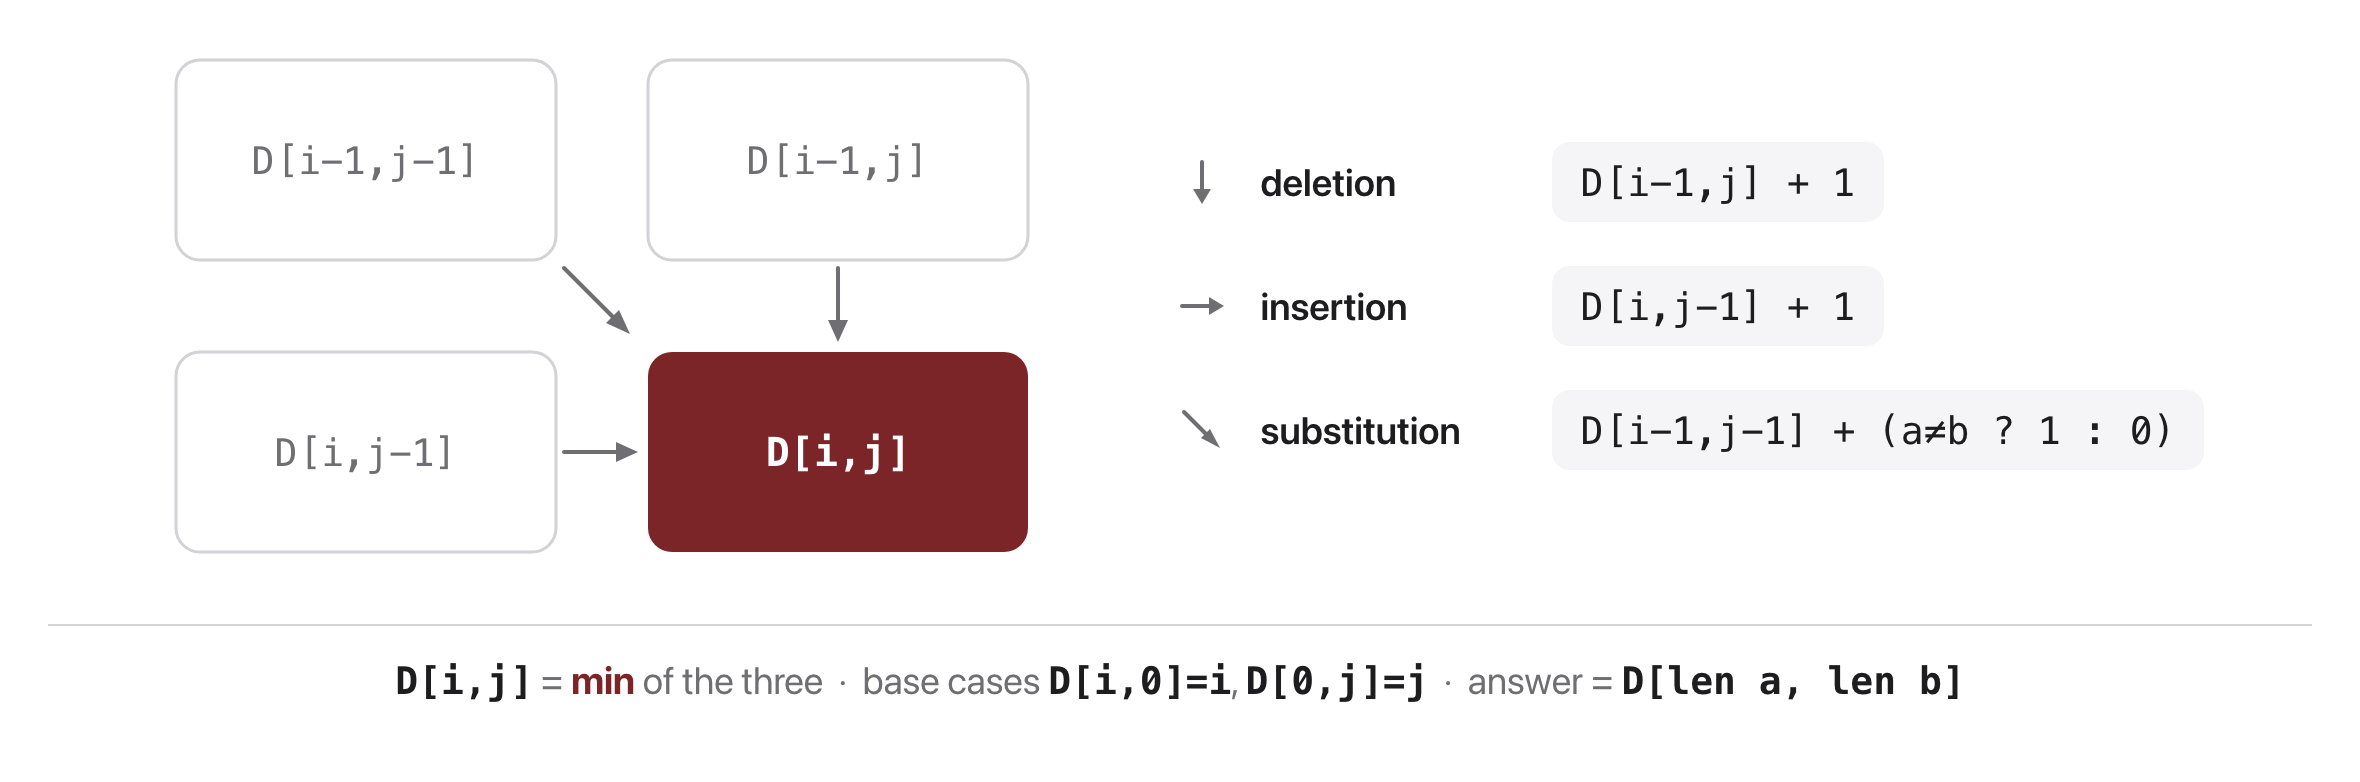 D[i−1,j−1]
D[i−1,j]
D[i,j−1]
D[i,j]
deletion D[i−1,j] + 1
insertion D[i,j−1] + 1
substitution D[i−1,j−1] + (a≠b ? 1 : 0)
D[i,j] = min of the three · base cases D[i,0]=i, D[0,j]=j · answer = D[len a, len b]